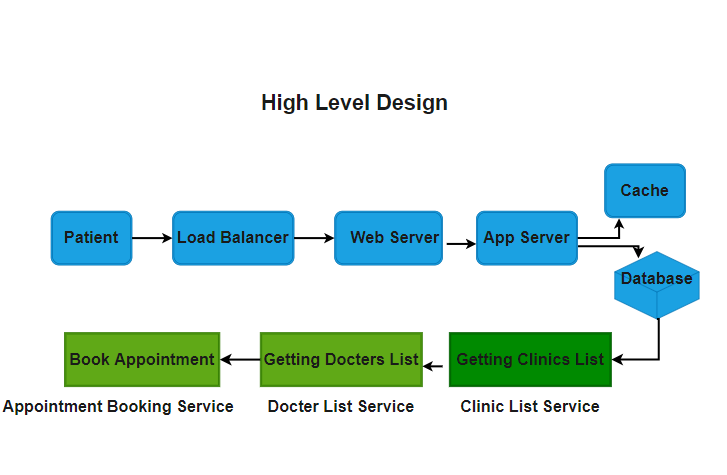 High Level Design
Cache
Patient
Load Balancer
Web Server
App Server
Database
Book Appointment
Getting Docters List
Getting Clinics List
Appointment Booking Service
Docter List Service
Clinic List Service